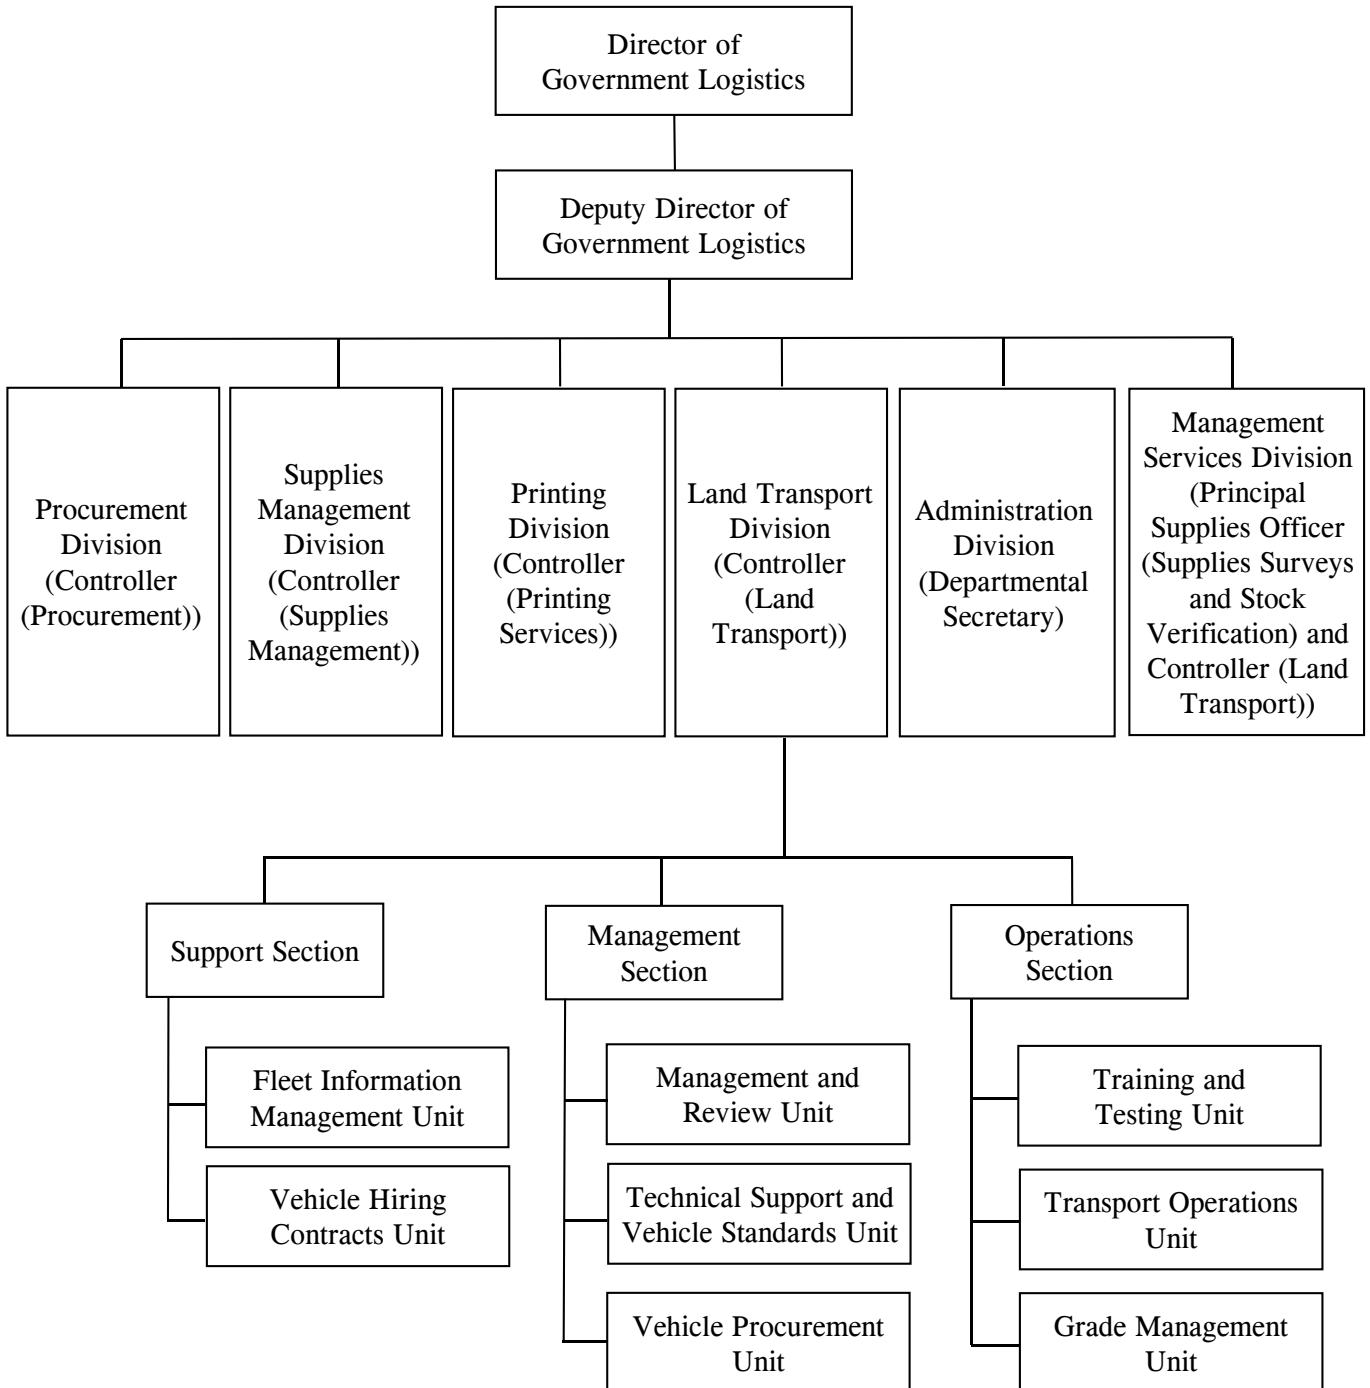 Director of
Government Logistics
Deputy Director of
Government Logistics
Procurement
Division
(Controller
(Procurement))
Supplies
Management
Division
(Controller
(Supplies
Management))
Printing
Division
(Controller
(Printing
Services))
Land Transport
Division
(Controller
(Land
Transport))
Administration
Division
(Departmental
Secretary)
Management
Services Division
(Principal
Supplies Officer
(Supplies Surveys
and Stock
Verification) and
Controller (Land
Transport))
Support Section
Management
Section
Operations
Section
Fleet Information
Management Unit
Vehicle Hiring
Contracts Unit
Management and
Review Unit
Technical Support and
Vehicle Standards Unit
Vehicle Procurement
Unit
Training and
Testing Unit
Transport Operations
Unit
Grade Management
Unit